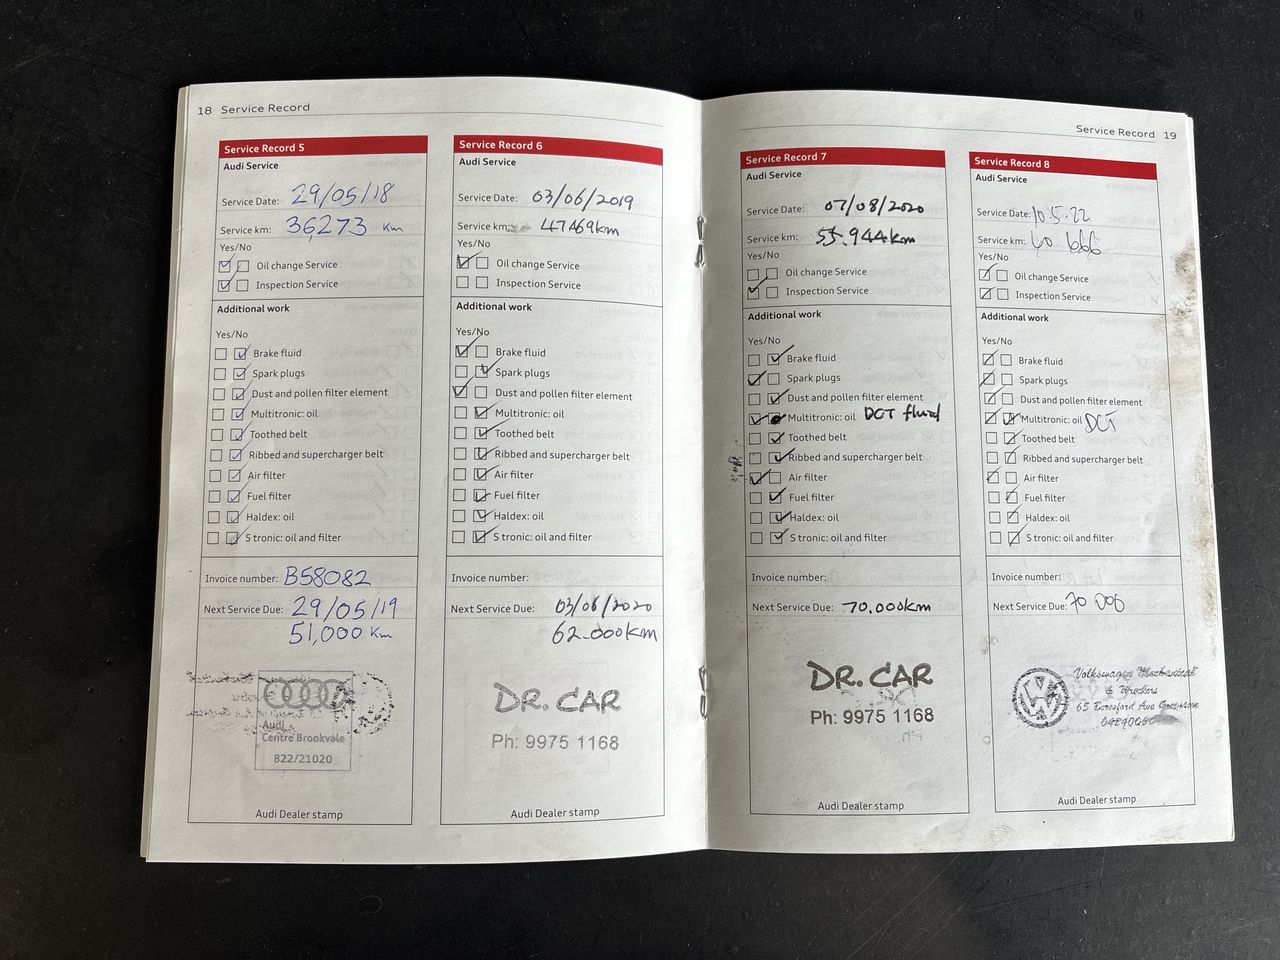 18 Service Record
Service Record 5
Audi Service
Service Date: 29/05/18
Service km: 36,273 Km
Yes/No
Oil change Service
Inspection Service
Additional work
Yes/No
Brake fluid
Spark plugs
Dust and pollen filter element
Multitronic: oil
Toothed belt
Ribbed and supercharger belt
Air filter
Fuel filter
Haldex: oil
S tronic: oil and filter
Invoice number: B58082
Next Service Due: 29/05/19
51,000 Km
Audi
Centre Brookvale
822/21020
Audi Dealer stamp
Service Record 6
Audi Service
Service Date: 03/06/2019
Service km: 47469km
Yes/No
Oil change Service
Inspection Service
Additional work
Yes/No
Brake fluid
Spark plugs
Dust and pollen filter element
Multitronic: oil
Toothed belt
Ribbed and supercharger belt
Air filter
Fuel filter
Haldex: oil
S tronic: oil and filter
Invoice number:
Next Service Due: 03/06/2020
62.000km
DR. CAR
Ph: 9975 1168
Audi Dealer stamp
Service Record 19
Service Record 7
Audi Service
Service Date: 07/08/2020
Service km: 55.944km
Yes/No
Oil change Service
Inspection Service
Additional work
Yes/No
Brake fluid
Spark plugs
Dust and pollen filter element
Multitronic: oil DCT fluid
Toothed belt
Ribbed and supercharger belt
Air filter
Fuel filter
Haldex: oil
S tronic: oil and filter
Invoice number:
Next Service Due: 70.000km
DR. CAR
Ph: 9975 1168
Audi Dealer stamp
Service Record 8
Audi Service
Service Date: 10.5.22
Service km: 60 666
Yes/No
Oil change Service
Inspection Service
Additional work
Yes/No
Brake fluid
Spark plugs
Dust and pollen filter element
Multitronic: oil DCT
Toothed belt
Ribbed and supercharger belt
Air filter
Fuel filter
Haldex: oil
S tronic: oil and filter
Invoice number:
Next Service Due: 70 000
Volkswagen Mechanical
& Wreckers
65 Beresford Ave
Audi Dealer stamp